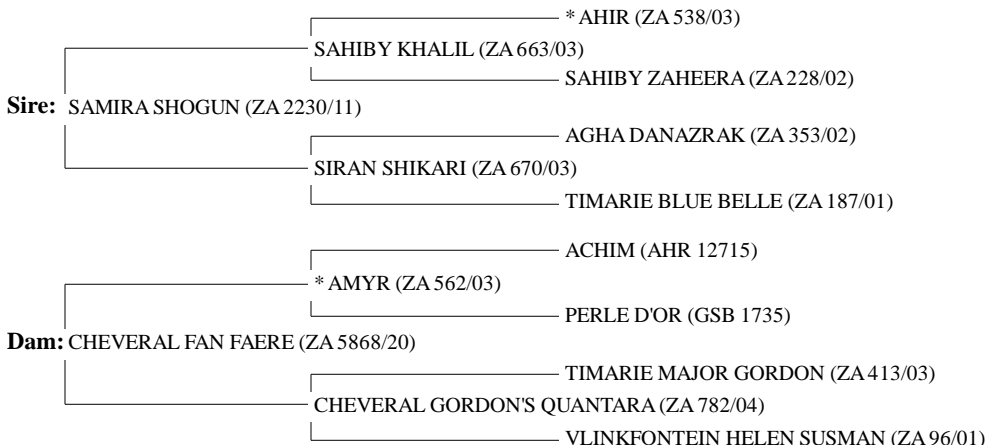 * AHIR (ZA 538/03)
SAHIBY KHALIL (ZA 663/03)
SAHIBY ZAHEERA (ZA 228/02)
Sire: SAMIRA SHOGUN (ZA 2230/11)
AGHA DANAZRAK (ZA 353/02)
SIRAN SHIKARI (ZA 670/03)
TIMARIE BLUE BELLE (ZA 187/01)
ACHIM (AHR 12715)
* AMYR (ZA 562/03)
PERLE D'OR (GSB 1735)
Dam: CHEVERAL FAN FAERE (ZA 5868/20)
TIMARIE MAJOR GORDON (ZA 413/03)
CHEVERAL GORDON'S QUANTARA (ZA 782/04)
VLINKFONTEIN HELEN SUSMAN (ZA 96/01)